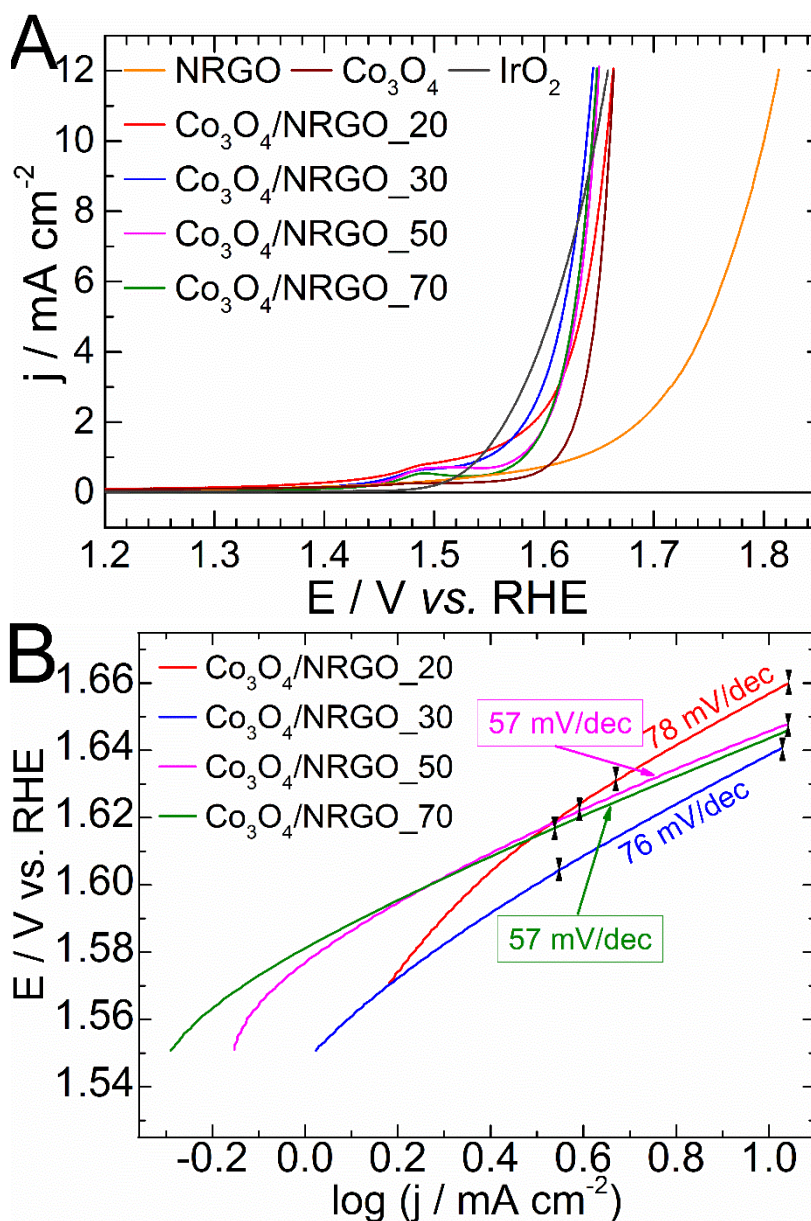 A
NRGO Co₃O₄ IrO₂
Co₃O₄/NRGO_20
Co₃O₄/NRGO_30
Co₃O₄/NRGO_50
Co₃O₄/NRGO_70
12
10
8
6
4
2
0
j / mA cm⁻²
1.2 1.3 1.4 1.5 1.6 1.7 1.8
E / V vs. RHE
B
Co₃O₄/NRGO_20
Co₃O₄/NRGO_30
Co₃O₄/NRGO_50
Co₃O₄/NRGO_70
57 mV/dec
78 mV/dec
76 mV/dec
57 mV/dec
1.66
1.64
1.62
1.60
1.58
1.56
1.54
E / V vs. RHE
-0.2 0.0 0.2 0.4 0.6 0.8 1.0
log (j / mA cm⁻²)